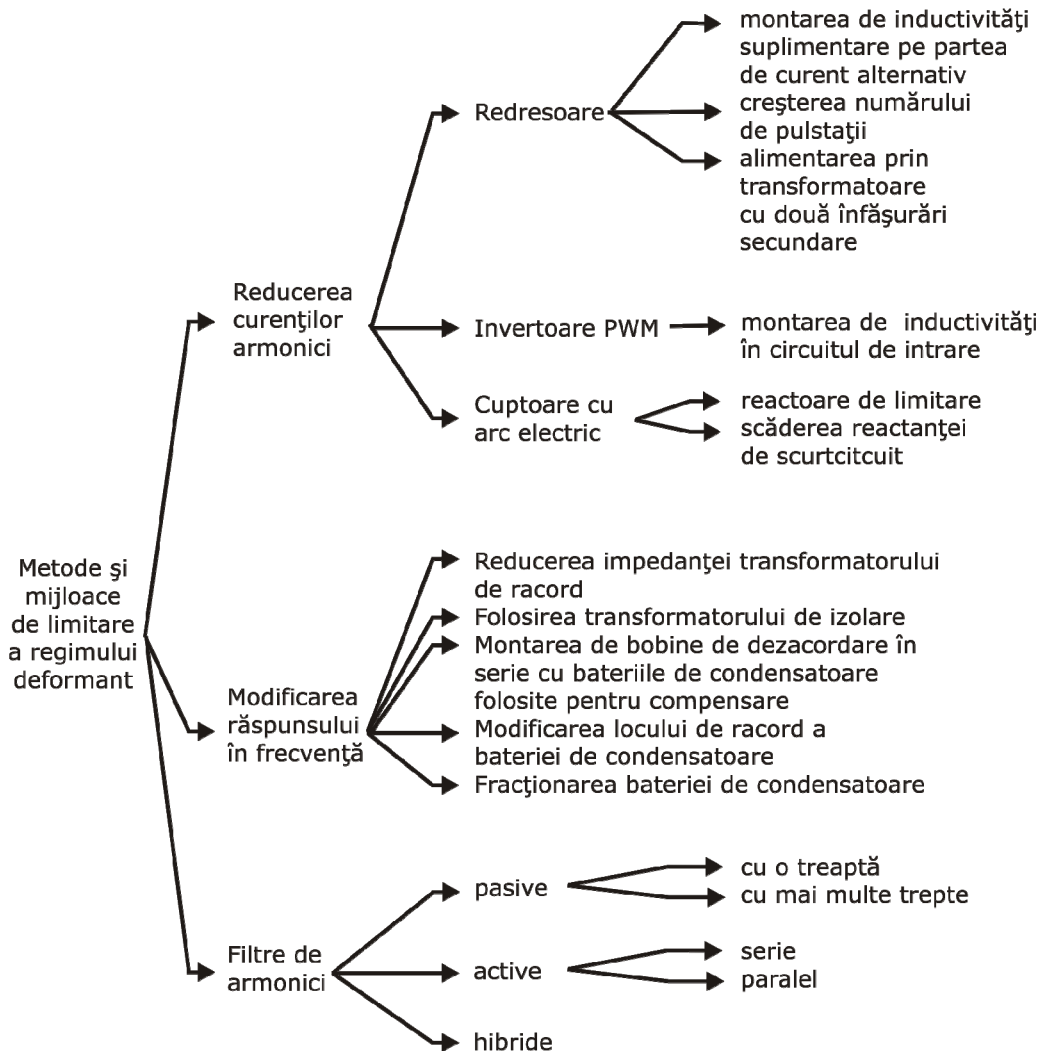 Metode şi
mijloace
de limitare
a regimului
deformant
Reducerea
curenţilor
armonici
Redresoare
montarea de inductivităţi
suplimentare pe partea
de curent alternativ
creşterea numărului
de pulstaţii
alimentarea prin
transformatoare
cu două înfăşurări
secundare
Invertoare PWM
montarea de inductivităţi
în circuitul de intrare
Cuptoare cu
arc electric
reactoare de limitare
scăderea reactanţei
de scurtcitcuit
Modificarea
răspunsului
în frecvenţă
Reducerea impedanţei transformatorului
de racord
Folosirea transformatorului de izolare
Montarea de bobine de dezacordare în
serie cu bateriile de condensatoare
folosite pentru compensare
Modificarea locului de racord a
bateriei de condensatoare
Fracţionarea bateriei de condensatoare
Filtre de
armonici
pasive
cu o treaptă
cu mai multe trepte
active
serie
paralel
hibride